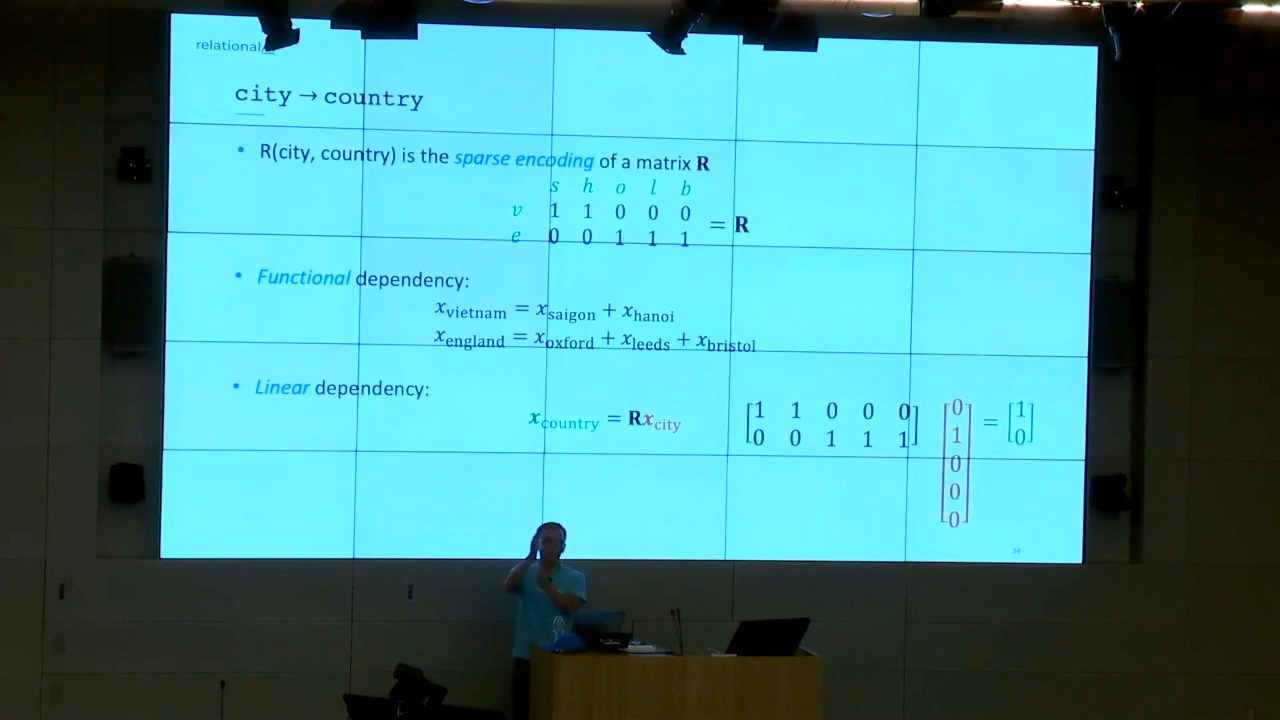 relationalAI
city → country
• R(city, country) is the sparse encoding of a matrix R
s h o l b
v 1 1 0 0 0
e 0 0 1 1 1
= R
• Functional dependency:
x_vietnam = x_saigon + x_hanoi
x_england = x_oxford + x_leeds + x_bristol
• Linear dependency:
x_country = Rx_city
[1 1 0 0 0] [0] = [1]
[0 0 1 1 1] [1] [0]
[0]
[0]
[0]
34